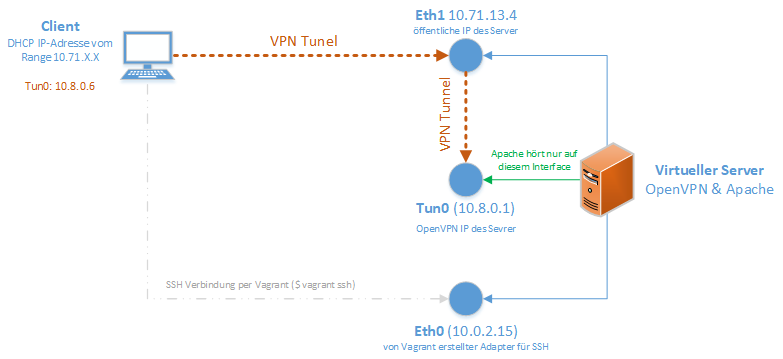 Client
DHCP IP-Adresse vom
Range 10.71.X.X
Tun0: 10.8.0.6
VPN Tunel
Eth1 10.71.13.4
öffentliche IP des Server
VPN Tunnel
Apache hört nur auf
diesem Interface
Tun0 (10.8.0.1)
OpenVPN IP des Sevrer
Virtueller Server
OpenVPN & Apache
SSH Verbindung per Vagrant ($ vagrant ssh)
Eth0 (10.0.2.15)
von Vagrant erstellter Adapter für SSH